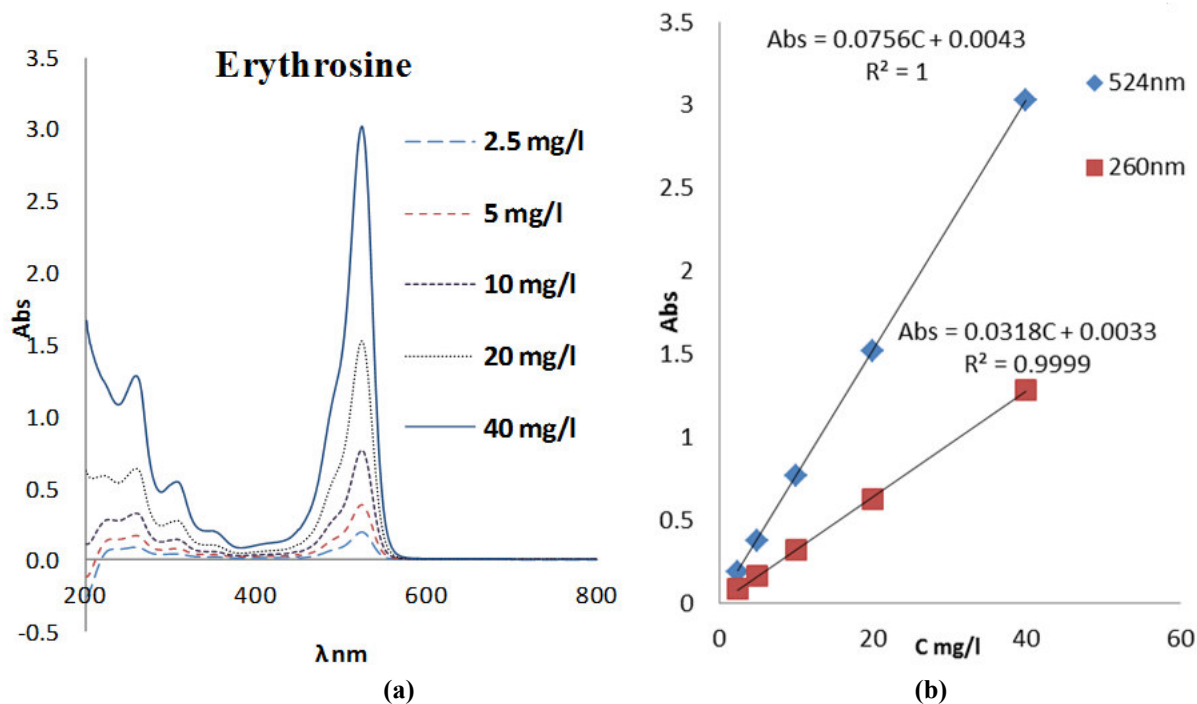 Erythrosine
3.5
3.0
2.5
2.0
1.5
1.0
0.5
0.0
-0.5
Abs
200
400
600
800
λnm
2.5 mg/l
5 mg/l
10 mg/l
20 mg/l
40 mg/l
(a)
3.5
3
2.5
2
1.5
1
0.5
0
Abs
Abs = 0.0756C + 0.0043
R² = 1
524nm
260nm
Abs = 0.0318C + 0.0033
R² = 0.9999
0
20
40
60
C mg/l
(b)